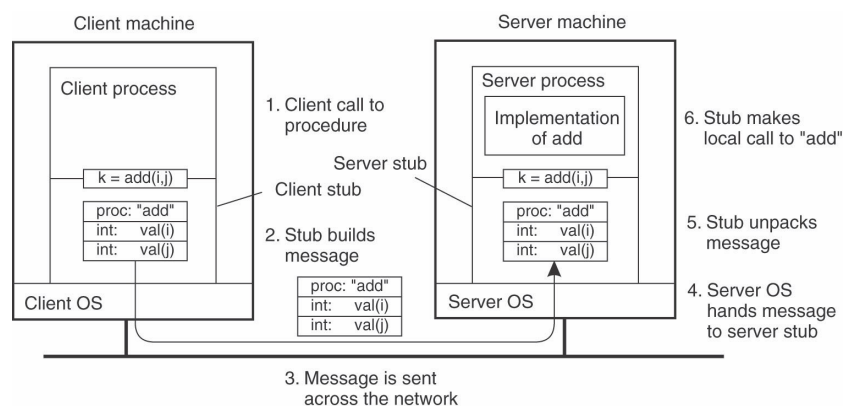 Client machine
Server machine
Client process
Server process
1. Client call to
procedure
Implementation
of add
6. Stub makes
local call to "add"
Server stub
k = add(i,j)
k = add(i,j)
Client stub
proc: "add"
int: val(i)
int: val(j)
proc: "add"
int: val(i)
int: val(j)
2. Stub builds
message
5. Stub unpacks
message
proc: "add"
int: val(i)
int: val(j)
Client OS
Server OS
4. Server OS
hands message
to server stub
3. Message is sent
across the network